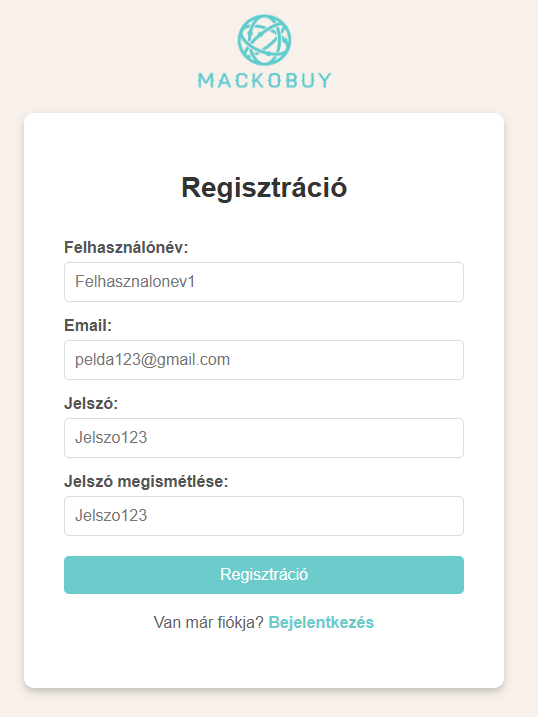 MACKOBUY
Regisztráció
Felhasználónév:
Felhasznalonev1
Email:
pelda123@gmail.com
Jelszó:
Jelszo123
Jelszó megismétlése:
Jelszo123
Regisztráció
Van már fiókja? Bejelentkezés